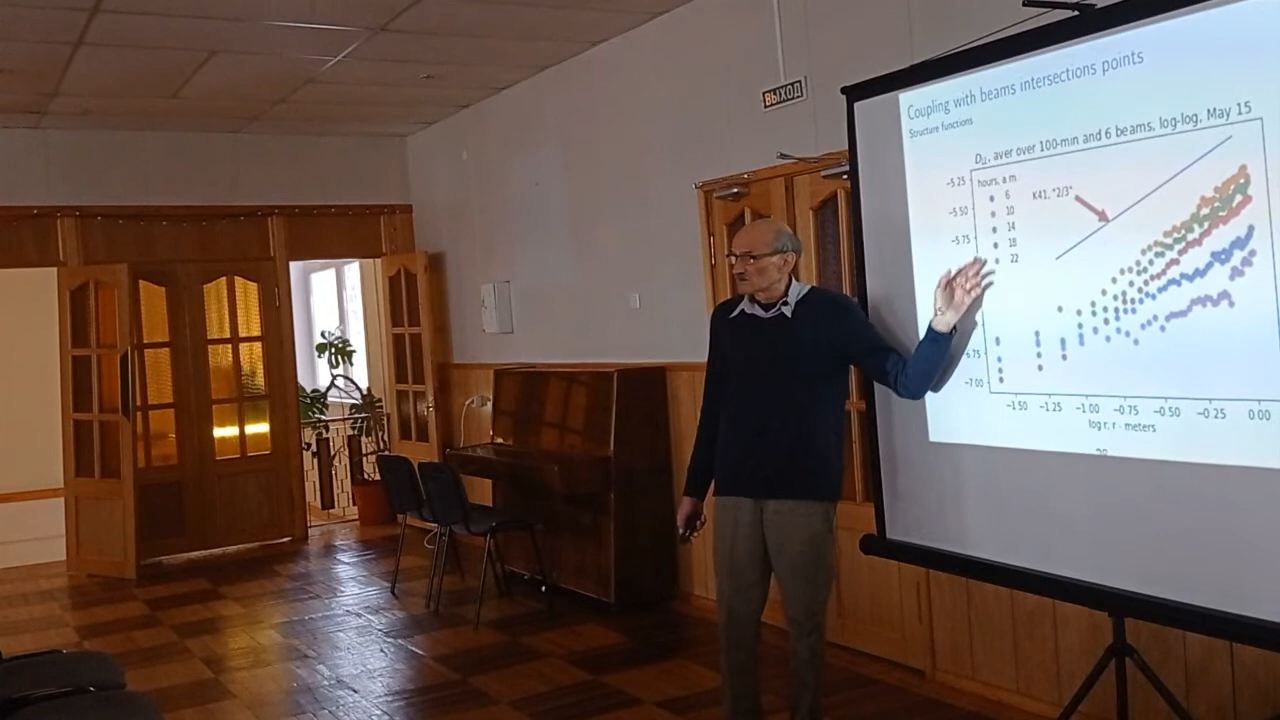 ВЫХОД
Coupling with beams intersections points
Structure functions
D⊥, aver over 100-min and 6 beams, log-log, May 15
hours, a.m
6
10
14
18
22
K41, "2/3"
−5.25
−5.50
−5.75
6.75
−7.00
−1.50 −1.25 −1.00 −0.75 −0.50 −0.25 0.00
log r, r - meters